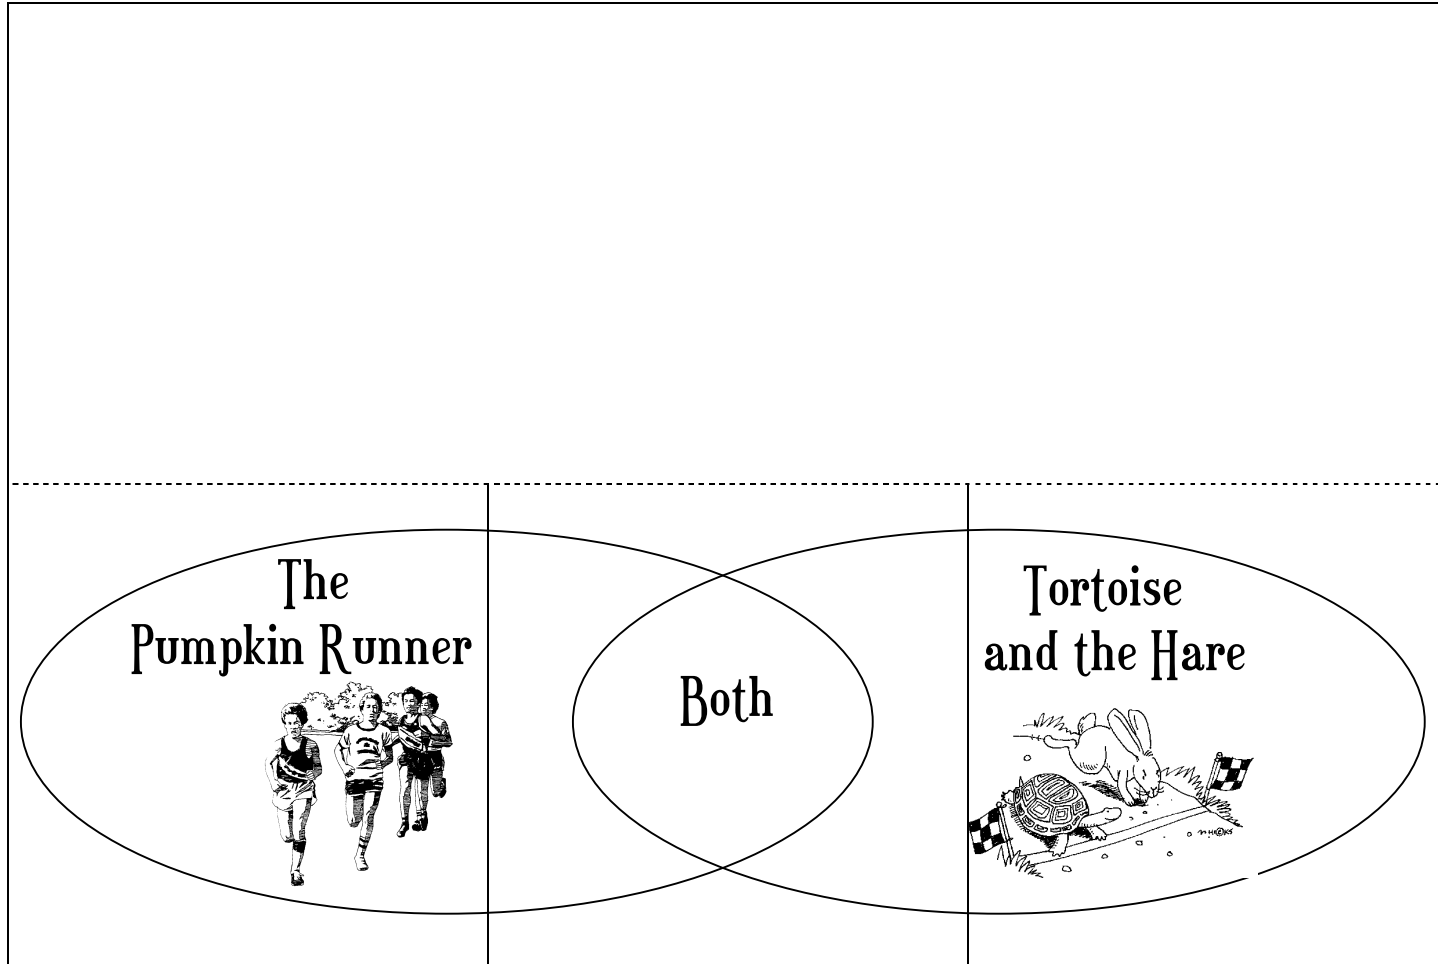 The
Pumpkin Runner
Both
Tortoise
and the Hare